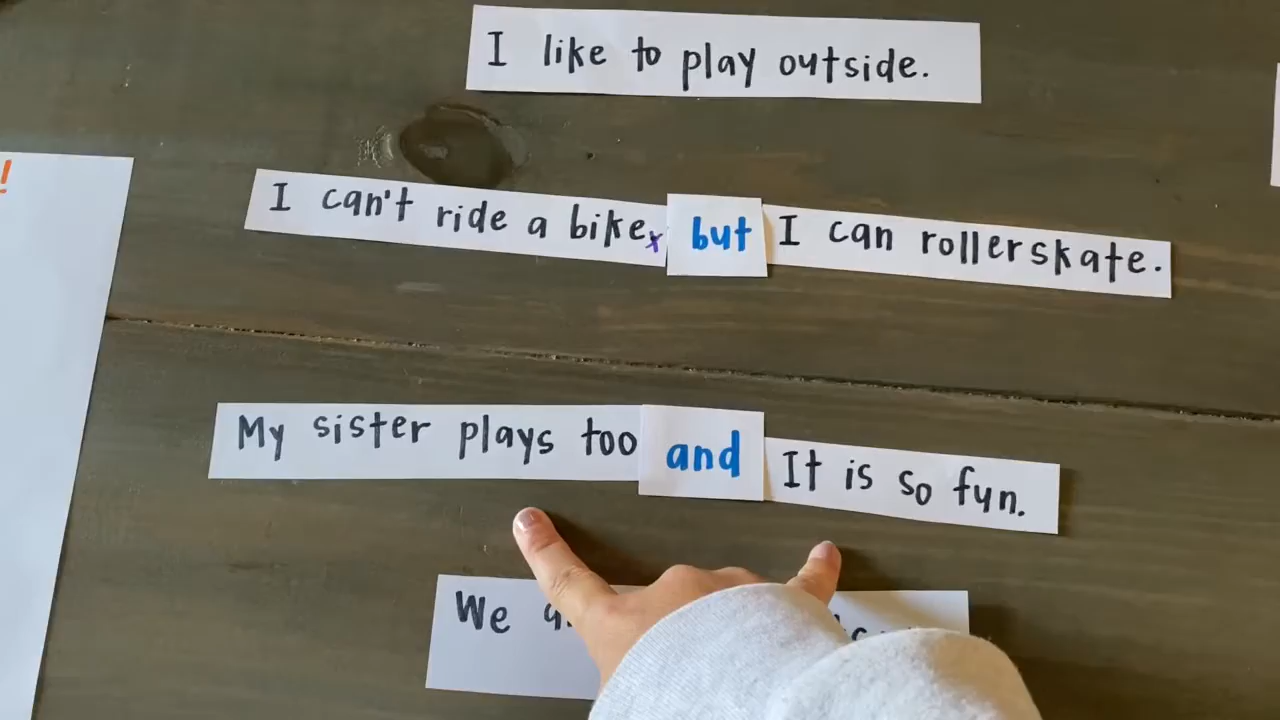 I like to play outside.
!
I can't ride a bike, but I can rollerskate.
My sister plays too and It is so fun.
We